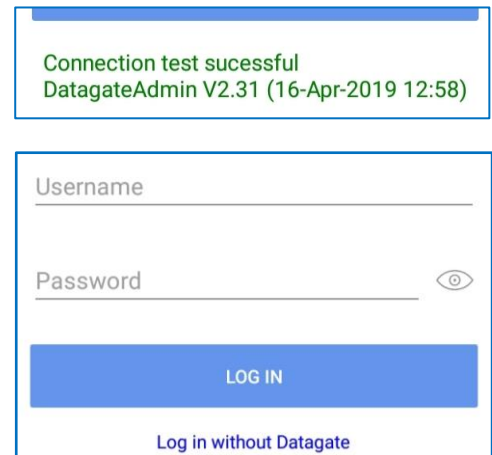 Connection test sucessful
DatagateAdmin V2.31 (16-Apr-2019 12:58)
Username
Password
LOG IN
Log in without Datagate